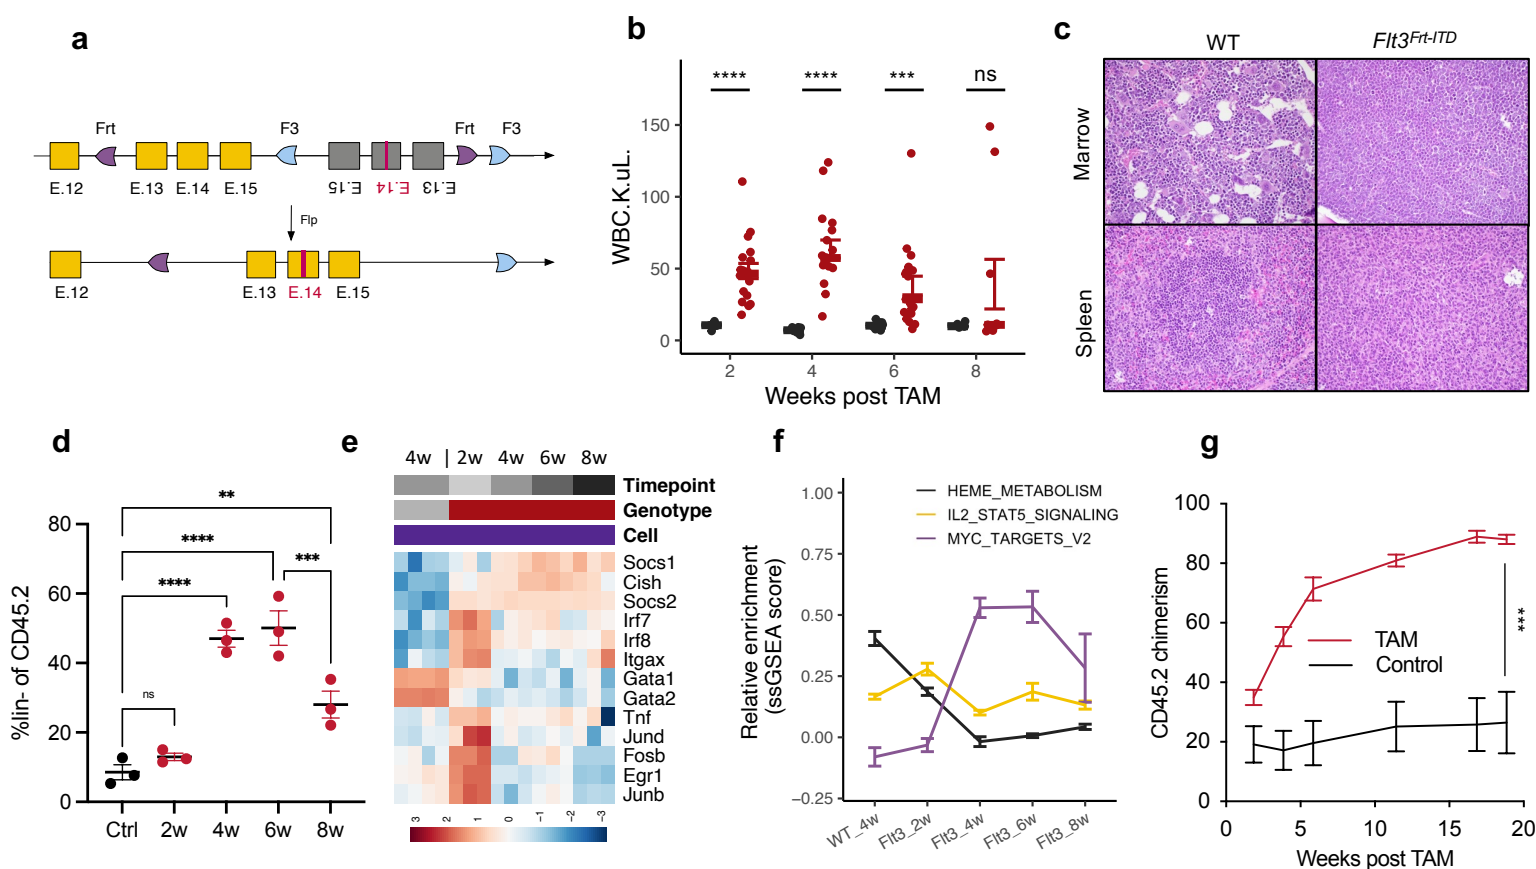 a
Frt F3 Frt F3
E.12 E.13 E.14 E.15 E.15 E.14 E.13
Flp
E.12 E.13 E.14 E.15
b
**** **** *** ns
WBC.K.uL.
150
100
50
0
2 4 6 8
Weeks post TAM
c
WT Flt3Frt-ITD
Marrow
Spleen
d
%lin- of CD45.2
80
60
40
20
0
**
****
***
****
ns
Ctrl 2w 4w 6w 8w
e
4w | 2w 4w 6w 8w
Timepoint
Genotype
Cell
Socs1
Cish
Socs2
Irf7
Irf8
Itgax
Gata1
Gata2
Tnf
Jund
Fosb
Egr1
Junb
3 2 1 0 −1 −2 −3
f
Relative enrichment
(ssGSEA score)
1.00
0.75
0.50
0.25
0.00
−0.25
HEME_METABOLISM
IL2_STAT5_SIGNALING
MYC_TARGETS_V2
WT_4w Flt3_2w Flt3_4w Flt3_6w Flt3_8w
g
CD45.2 chimerism
100
80
60
40
20
0
TAM
Control
***
0 5 10 15 20
Weeks post TAM